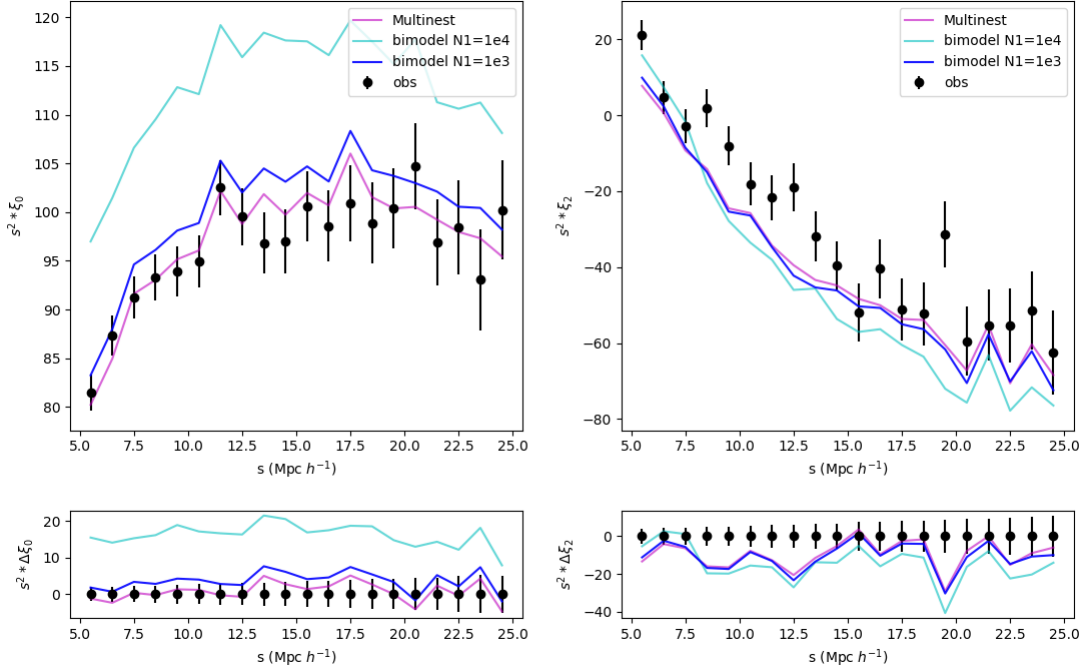 120
115
110
105
100
95
90
85
80
s² * ξ₀
5.0 7.5 10.0 12.5 15.0 17.5 20.0 22.5 25.0
s (Mpc h⁻¹)
Multinest
bimodel N1=1e4
bimodel N1=1e3
obs
20
0
−20
−40
−60
−80
s² * ξ₂
5.0 7.5 10.0 12.5 15.0 17.5 20.0 22.5 25.0
s (Mpc h⁻¹)
Multinest
bimodel N1=1e4
bimodel N1=1e3
obs
20
10
0
s² * Δξ₀
5.0 7.5 10.0 12.5 15.0 17.5 20.0 22.5 25.0
s (Mpc h⁻¹)
0
−20
−40
s² * Δξ₂
5.0 7.5 10.0 12.5 15.0 17.5 20.0 22.5 25.0
s (Mpc h⁻¹)